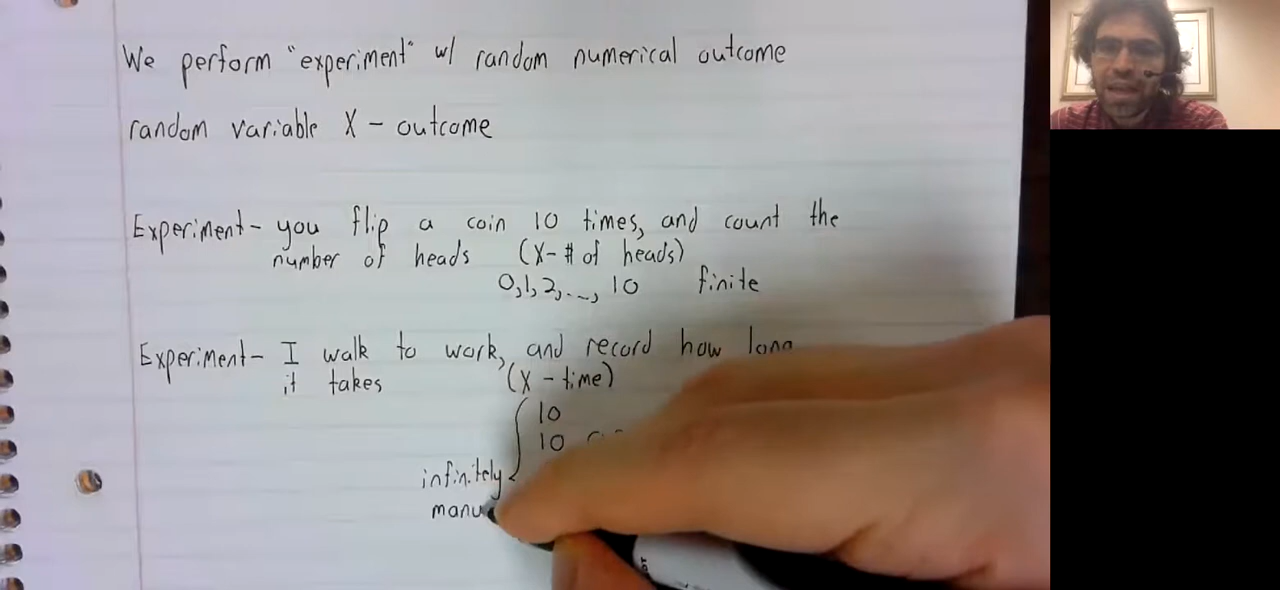 We perform "experiment" w/ random numerical outcome
random variable X - outcome
Experiment - you flip a coin 10 times, and count the
number of heads (X - # of heads)
0, 1, 2, ..., 10 finite
Experiment - I walk to work, and record how long
it takes (X - time)
10
10
infinitely